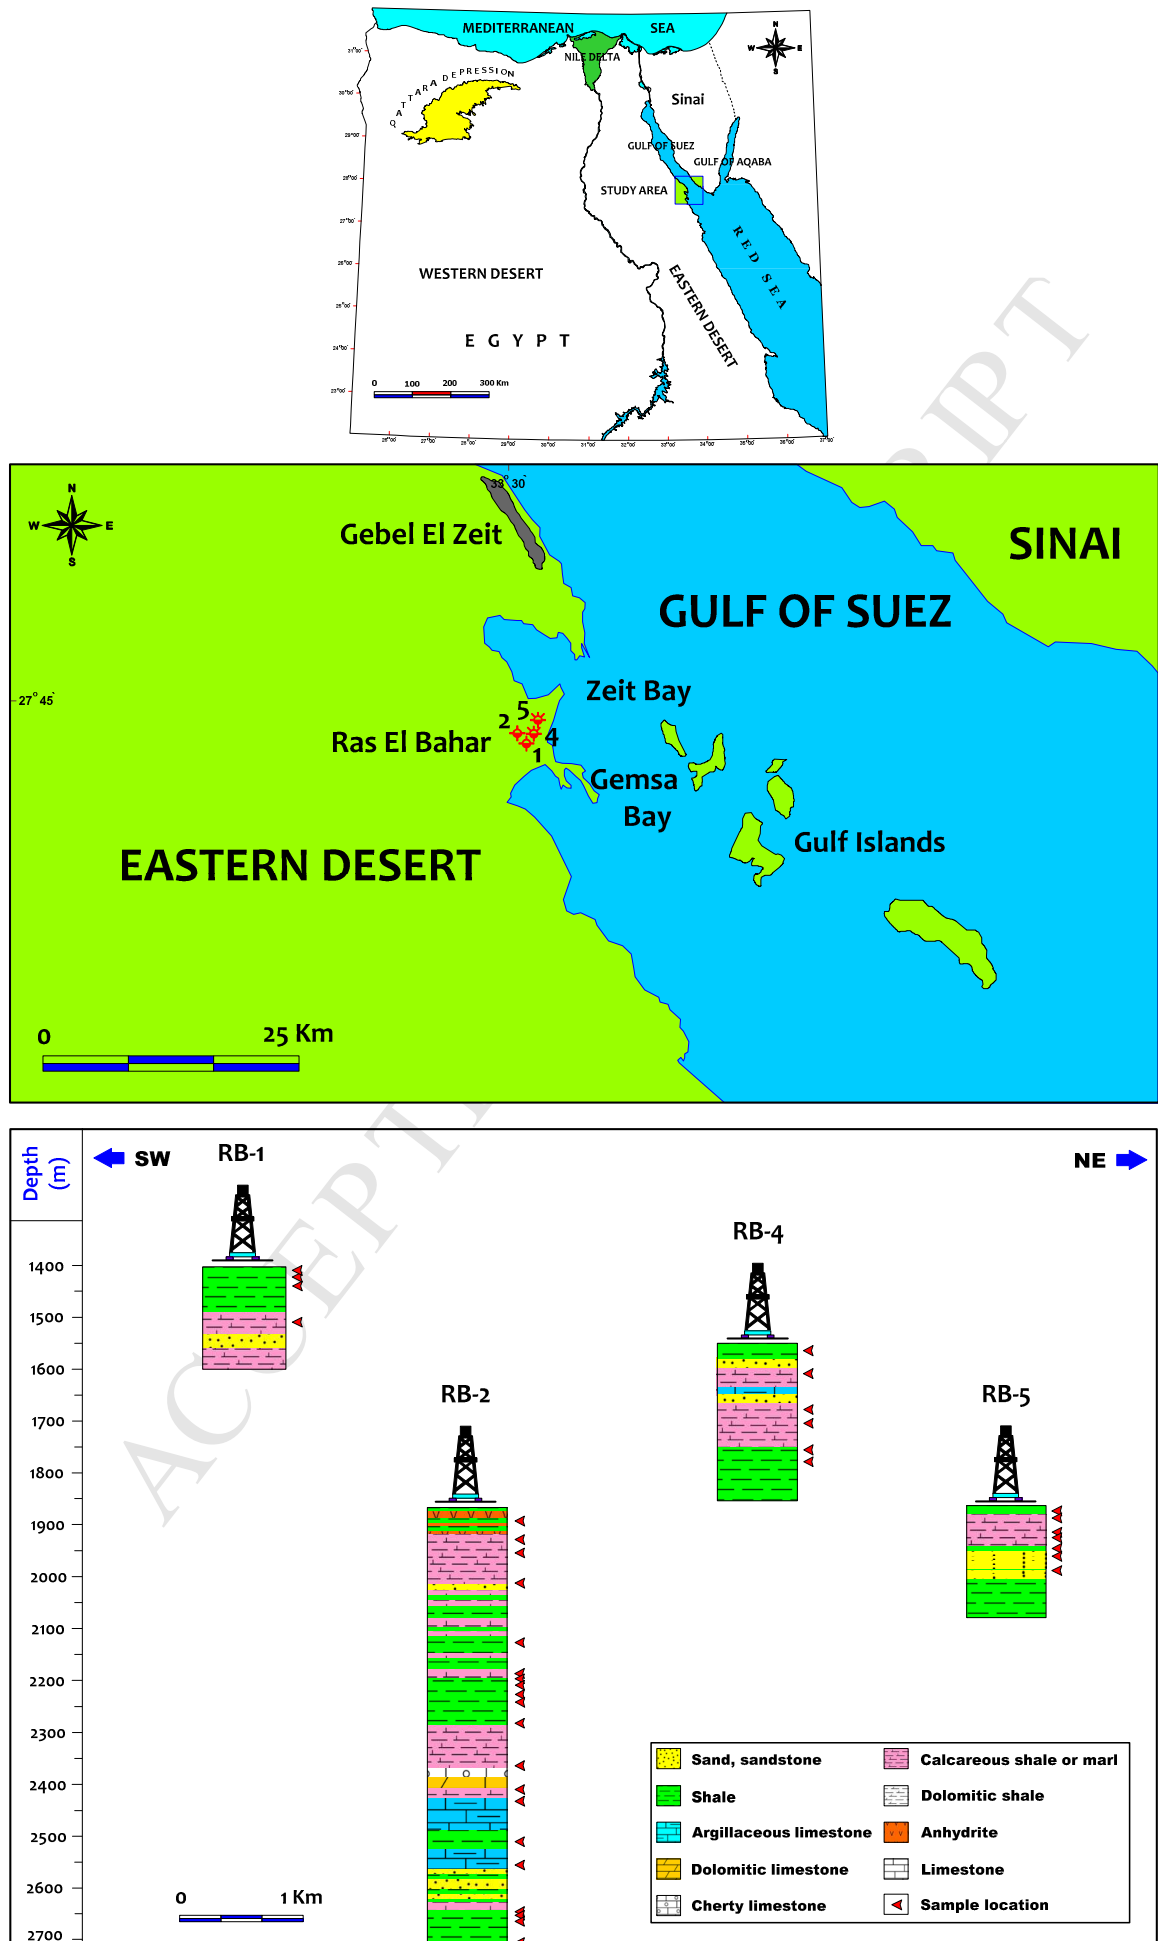 MEDITERRANEAN SEA
NILE DELTA
QATTARA DEPRESSION
N
W E
S
Sinai
GULF OF SUEZ
GULF OF AQABA
STUDY AREA
RED SEA
WESTERN DESERT
EASTERN DESERT
E G Y P T
0 100 200 300 Km
33° 30`
N
W E
S
Gebel El Zeit
SINAI
GULF OF SUEZ
27° 45`
Zeit Bay
5
2
4
Ras El Bahar
1
Gemsa
Bay
Gulf Islands
EASTERN DESERT
0 25 Km
Depth
(m)
SW
RB-1
NE
RB-4
1400
1500
1600
RB-2
RB-5
1700
1800
1900
2000
2100
2200
2300
2400
2500
2600
2700
Sand, sandstone
Calcareous shale or marl
Shale
Dolomitic shale
Argillaceous limestone
Anhydrite
Dolomitic limestone
Limestone
Cherty limestone
Sample location
0 1 Km